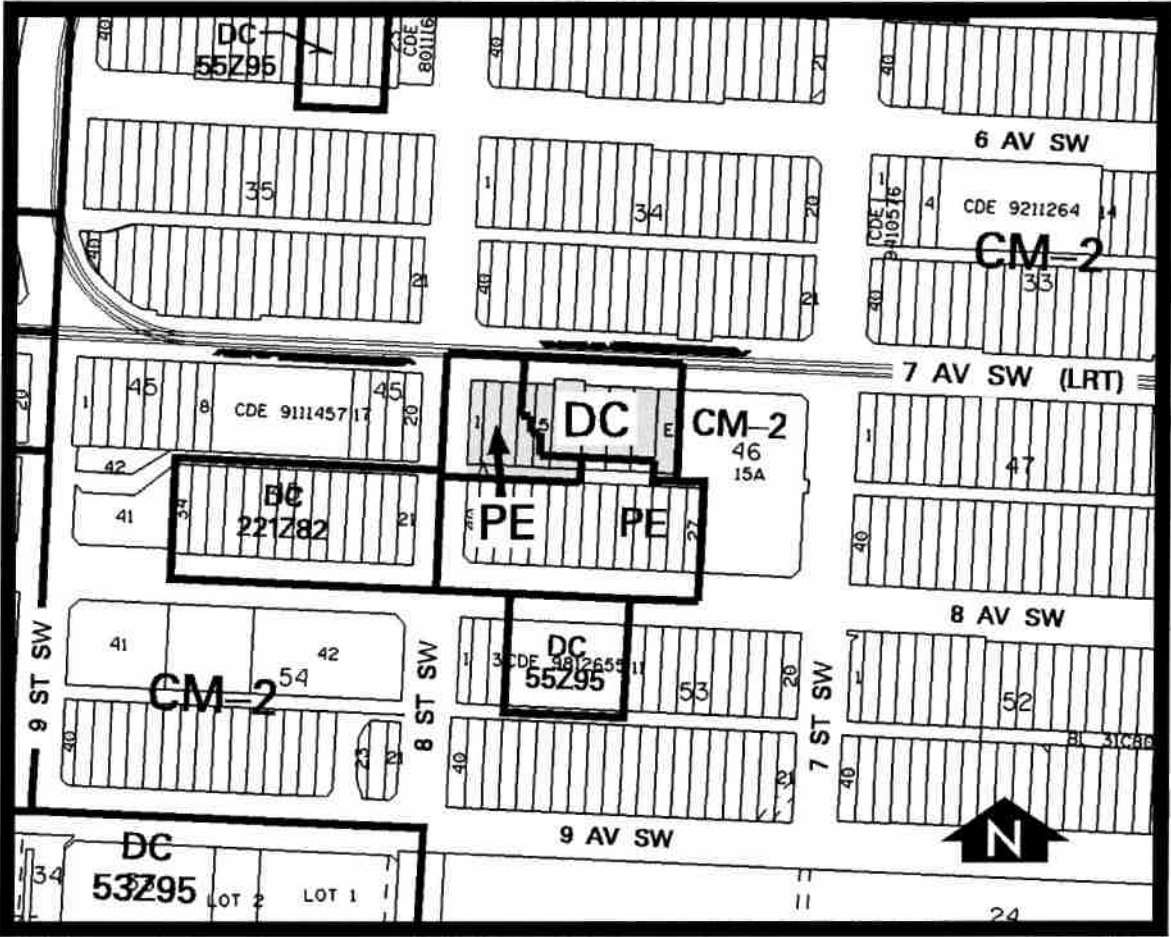 40
DC
55Z95
CDE
801116
40
21
40
6 AV SW
35
1
34
20
1
4
CDE 9211264
14
CDE
9410576
CM-2
33
40
21
40
21
40
7 AV SW (LRT)
20
1
45
8
CDE 9111457
17
45
20
1
5
DC
E
CM-2
46
15A
1
47
42
41
34
DC
221Z82
21
PE
PE
27
40
8 AV SW
9 ST SW
41
42
54
CM-2
8 ST SW
1
3
CDE 9812655
11
DC
55Z95
53
20
7 ST SW
1
52
40
23
21
40
21
40
9 AV SW
N
34
DC
53Z95
LOT 2
LOT 1
24